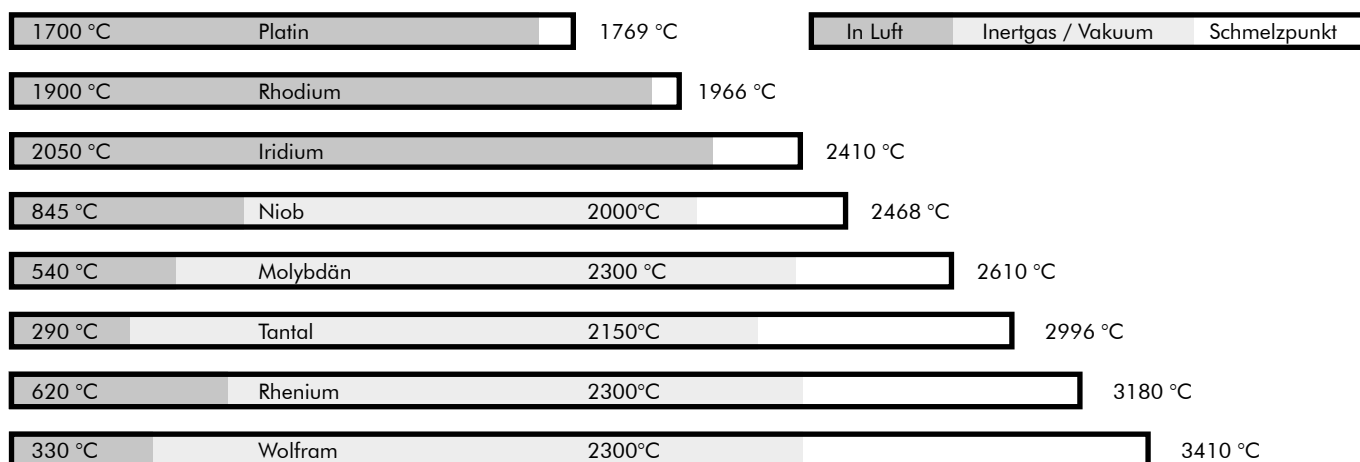 1700 °C Platin 1769 °C In Luft Inertgas / Vakuum Schmelzpunkt
1900 °C Rhodium 1966 °C
2050 °C Iridium 2410 °C
845 °C Niob 2000°C 2468 °C
540 °C Molybdän 2300 °C 2610 °C
290 °C Tantal 2150°C 2996 °C
620 °C Rhenium 2300°C 3180 °C
330 °C Wolfram 2300°C 3410 °C